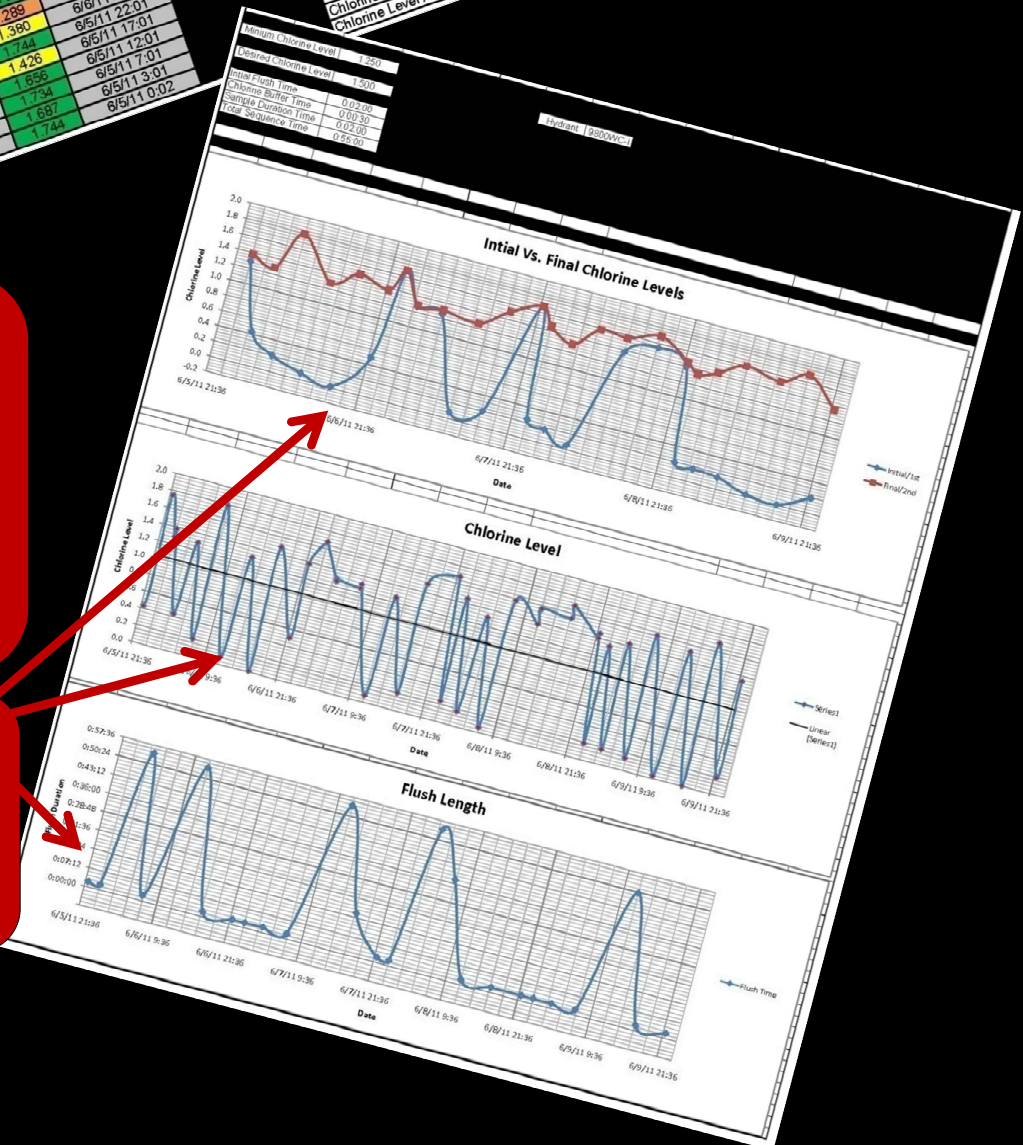 Chlorine Level
.289
1.380
1.744
1.426
1.656
1.734
1.687
1.744
6/5/11 22:01
6/5/11 17:01
6/5/11 12:01
6/5/11 7:01
6/5/11 3:01
6/5/11 0:02
Minium Chlorine Level 1.250
Desired Chlorine Level 1.500
Intial Flush Time 0:02:00
Chlorine Buffer Time 0:00:30
Sample Duration Time 0:02:00
Total Sequence Time 0:56:00
Hydrant 9800WC-I
Intial Vs. Final Chlorine Levels
Chlorine Level
2.0
1.8
1.6
1.4
1.2
1.0
0.8
0.6
0.4
0.2
0.0
-0.2
6/5/11 21:36
6/6/11 21:36
6/7/11 21:36
6/8/11 21:36
6/9/11 21:36
Date
Initial/1st
Final/2nd
Chlorine Level
Chlorine Level
2.0
1.8
1.6
1.4
1.2
1.0
0.6
0.4
0.2
0.0
6/5/11 21:36
9:36
6/6/11 21:36
6/7/11 9:36
6/7/11 21:36
6/8/11 9:36
6/8/11 21:36
6/9/11 9:36
6/9/11 21:36
Date
Series1
Linear
(Series1)
Flush Length
Duration
0:57:36
0:50:24
0:43:12
0:36:00
0:28:48
1:36
0:07:12
0:00:00
6/5/11 21:36
6/6/11 9:36
6/6/11 21:36
6/7/11 9:36
6/7/11 21:36
6/8/11 9:36
6/8/11 21:36
6/9/11 9:36
6/9/11 21:36
Date
Flush Time